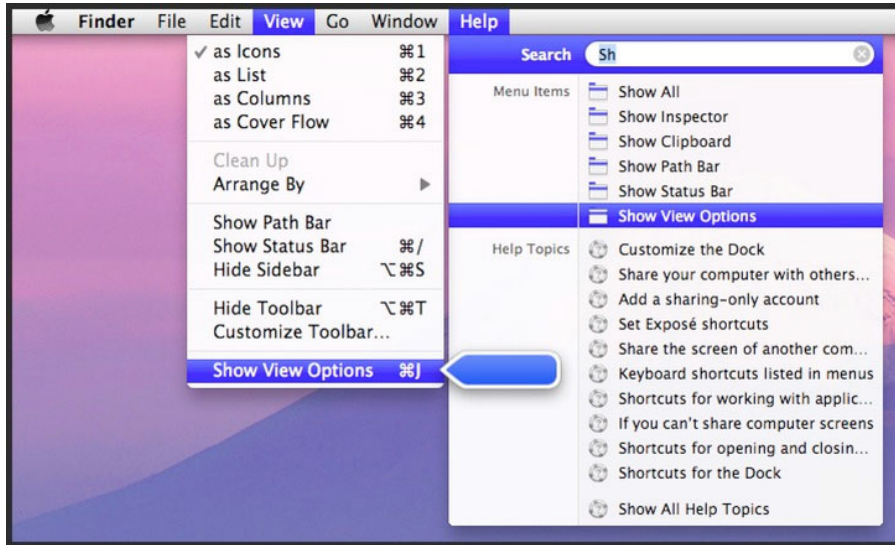 Finder File Edit View Go Window Help
✓ as Icons ⌘1
as List ⌘2
as Columns ⌘3
as Cover Flow ⌘4
Clean Up
Arrange By ▶
Show Path Bar
Show Status Bar ⌘/
Hide Sidebar ⌥⌘S
Hide Toolbar ⌥⌘T
Customize Toolbar...
Show View Options ⌘J
Search Sh
Menu Items Show All
Show Inspector
Show Clipboard
Show Path Bar
Show Status Bar
Show View Options
Help Topics Customize the Dock
Share your computer with others...
Add a sharing-only account
Set Exposé shortcuts
Share the screen of another com...
Keyboard shortcuts listed in menus
Shortcuts for working with applic...
If you can't share computer screens
Shortcuts for opening and closin...
Shortcuts for the Dock
Show All Help Topics